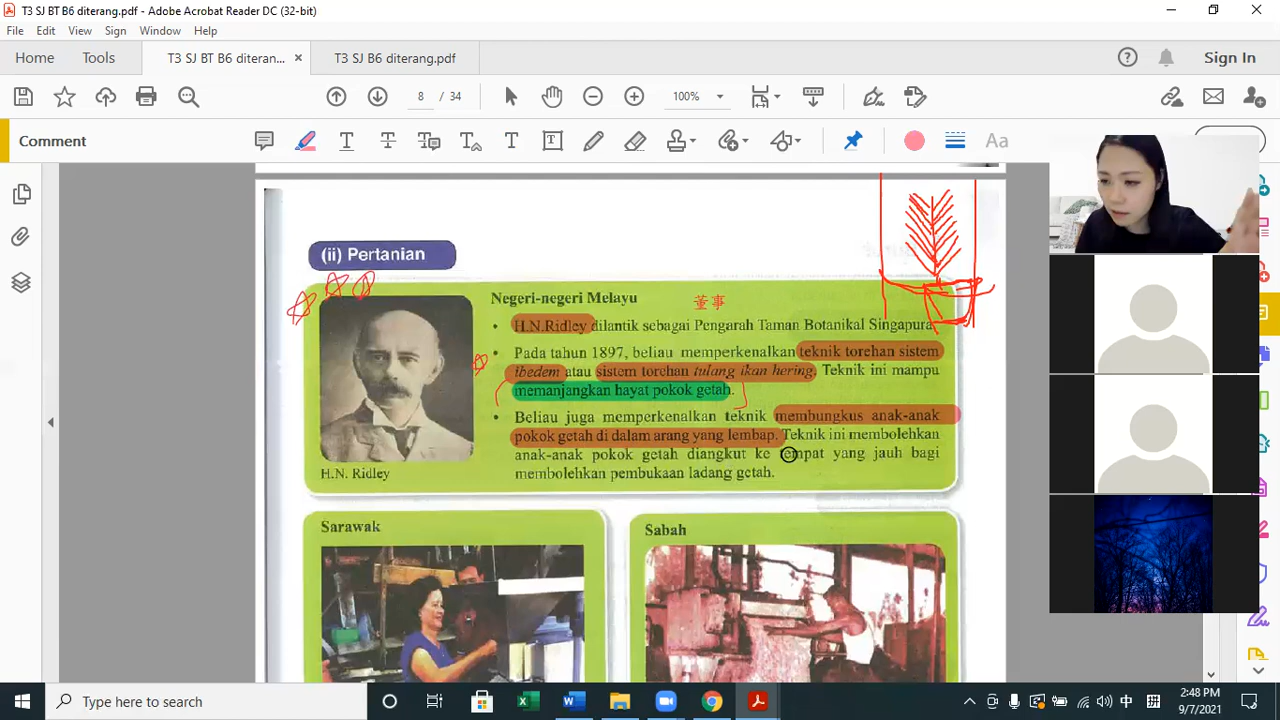 T3 SJ BT B6 diterang.pdf - Adobe Acrobat Reader DC (32-bit)
File Edit View Sign Window Help
Home Tools T3 SJ BT B6 diteran... × T3 SJ B6 diterang.pdf Sign In
8 / 34 100%
Comment
Aa
(ii) Pertanian
Negeri-negeri Melayu
董事
• H.N.Ridley dilantik sebagai Pengarah Taman Botanikal Singapura.
• Pada tahun 1897, beliau memperkenalkan teknik torehan sistem
ibedem atau sistem torehan tulang ikan hering. Teknik ini mampu
memanjangkan hayat pokok getah.
• Beliau juga memperkenalkan teknik membungkus anak-anak
pokok getah di dalam arang yang lembap. Teknik ini membolehkan
anak-anak pokok getah diangkut ke tempat yang jauh bagi
membolehkan pembukaan ladang getah.
H.N. Ridley
Sarawak
Sabah
Type here to search
中 拼
2:48 PM
9/7/2021